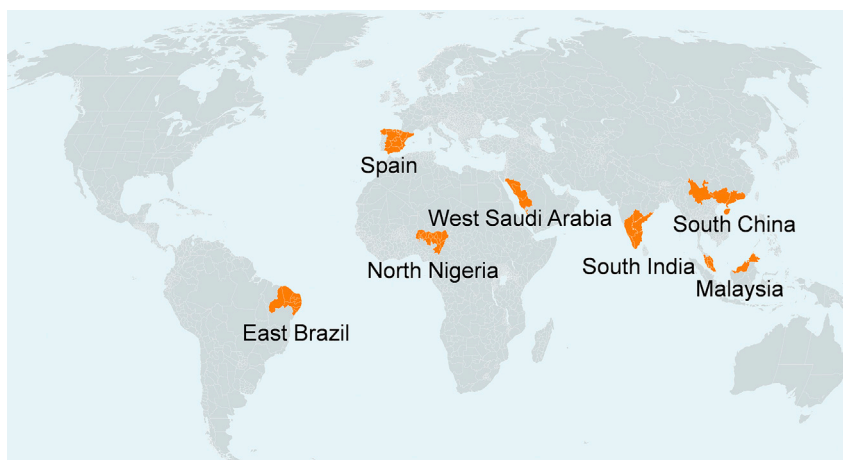 Spain
West Saudi Arabia
South China
North Nigeria
South India
Malaysia
East Brazil